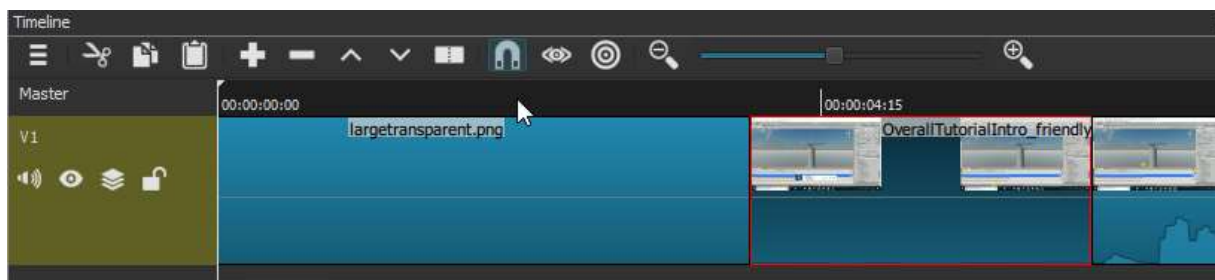 Timeline
Master
00:00:00:00
00:00:04:15
V1
largetransparent.png
OverallTutorialIntro_friendly